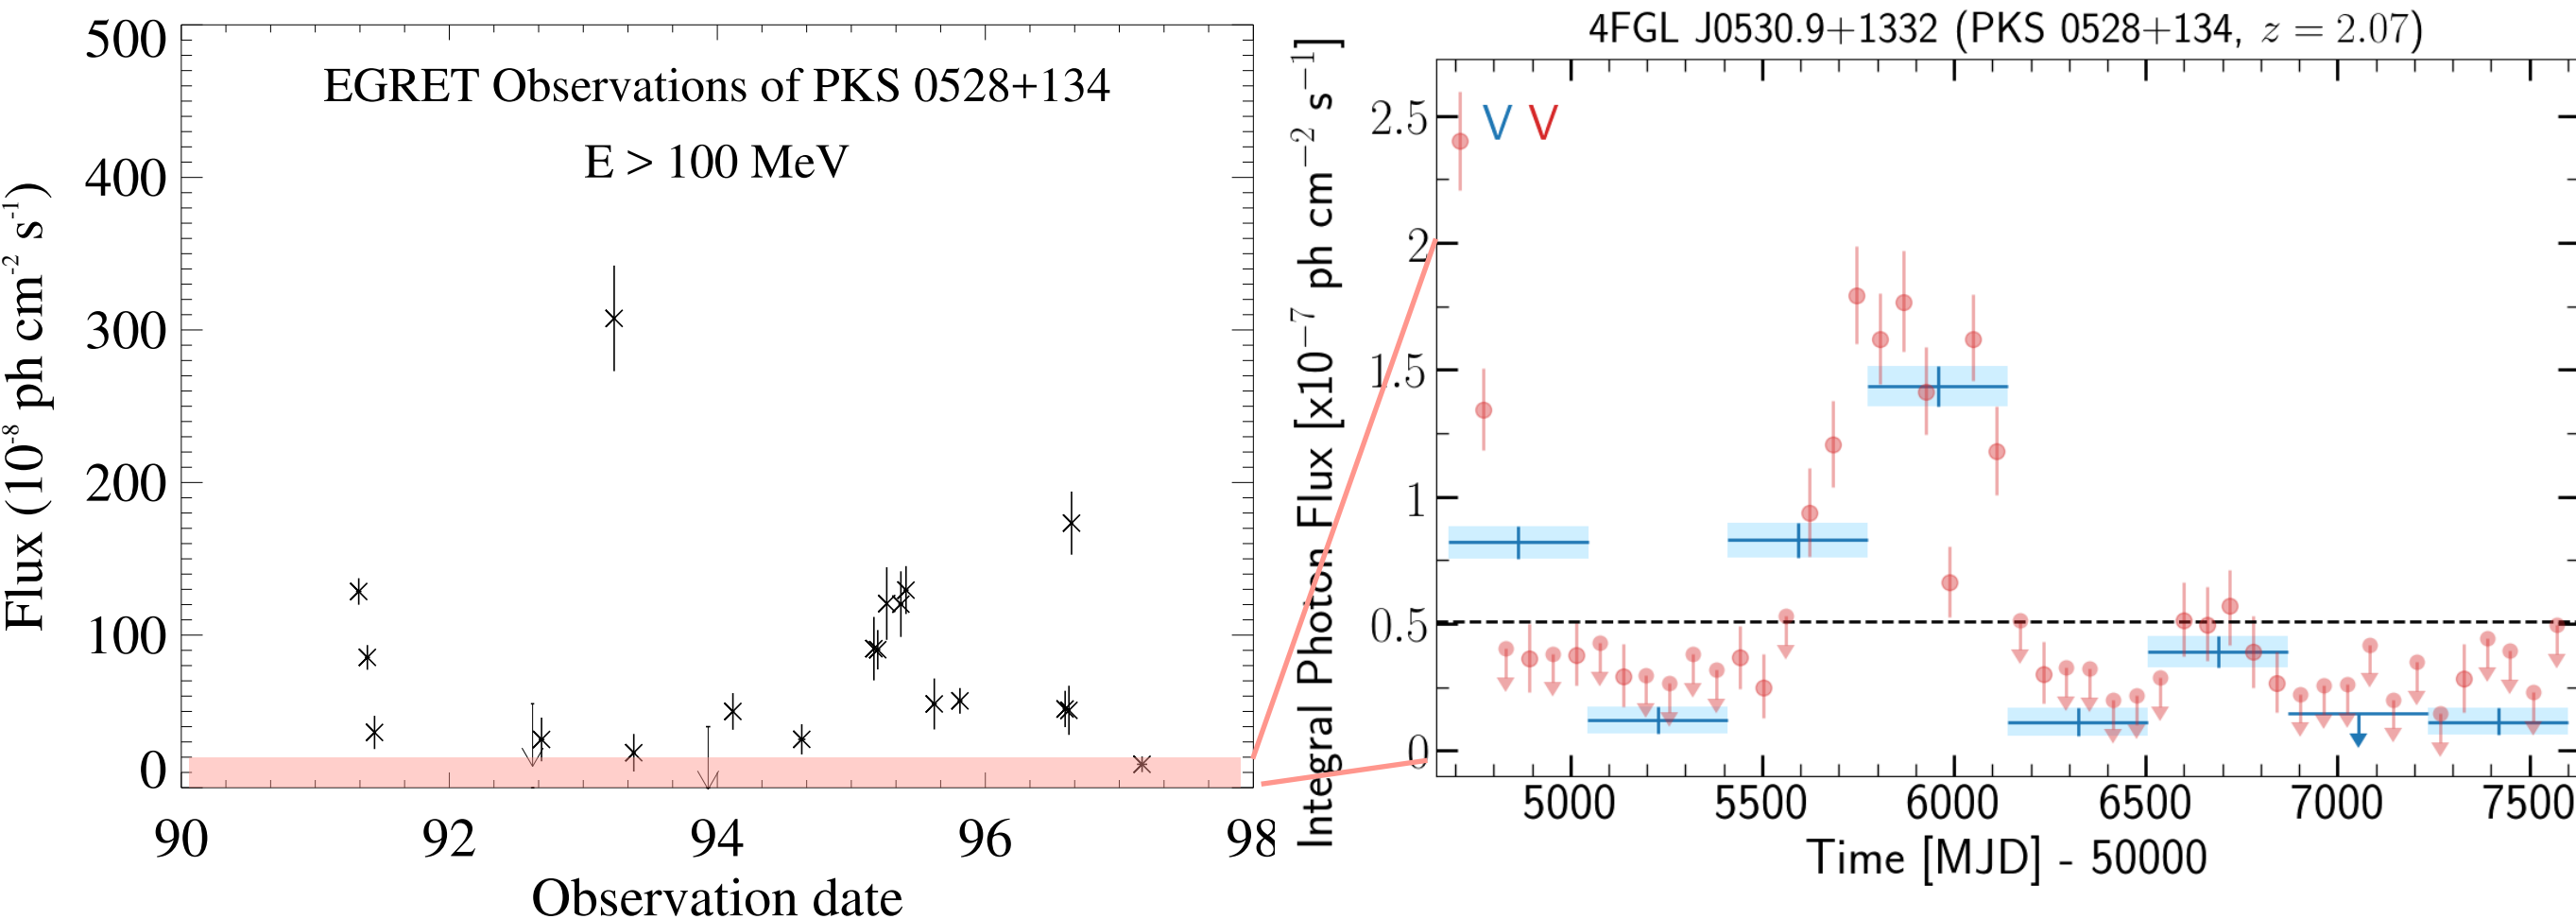 500
400
300
200
100
0
Flux (10⁻⁸ ph cm⁻² s⁻¹)
EGRET Observations of PKS 0528+134
E > 100 MeV
90 92 94 96 98
Observation date
4FGL J0530.9+1332 (PKS 0528+134, z = 2.07)
Integral Photon Flux [x10⁻⁷ ph cm⁻² s⁻¹]
2.5
2
1.5
1
0.5
0
V V
5000 5500 6000 6500 7000 7500
Time [MJD] - 50000